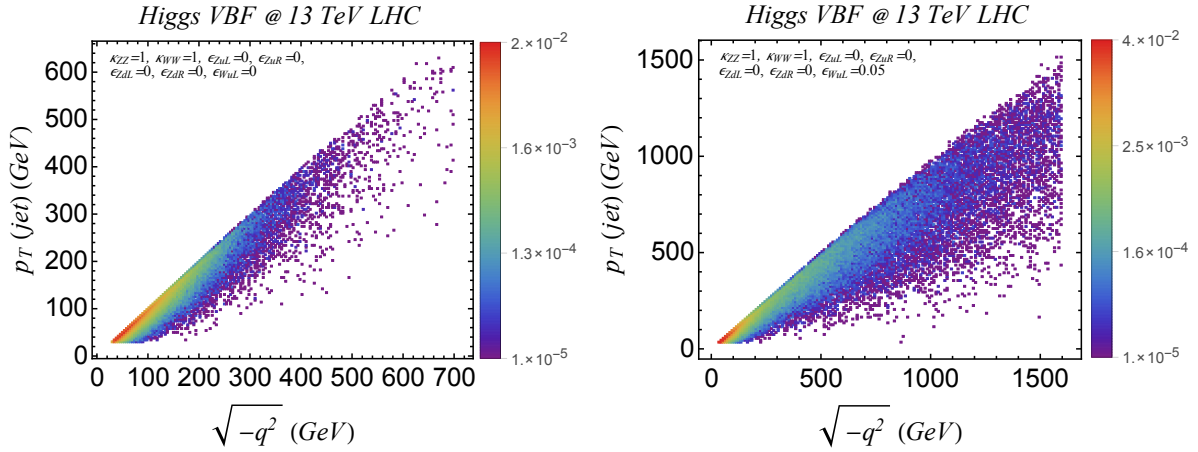 Higgs VBF @ 13 TeV LHC
κZZ=1, κWW=1, ϵZuL=0, ϵZuR=0,
ϵZdL=0, ϵZdR=0, ϵWuL=0
600
500
400
300
200
100
0
pT (jet) (GeV)
0 100 200 300 400 500 600 700
√−q² (GeV)
2.×10⁻²
1.6×10⁻³
1.3×10⁻⁴
1.×10⁻⁵
Higgs VBF @ 13 TeV LHC
κZZ=1, κWW=1, ϵZuL=0, ϵZuR=0,
ϵZdL=0, ϵZdR=0, ϵWuL=0.05
1500
1000
500
0
pT (jet) (GeV)
0 500 1000 1500
√−q² (GeV)
4.×10⁻²
2.5×10⁻³
1.6×10⁻⁴
1.×10⁻⁵